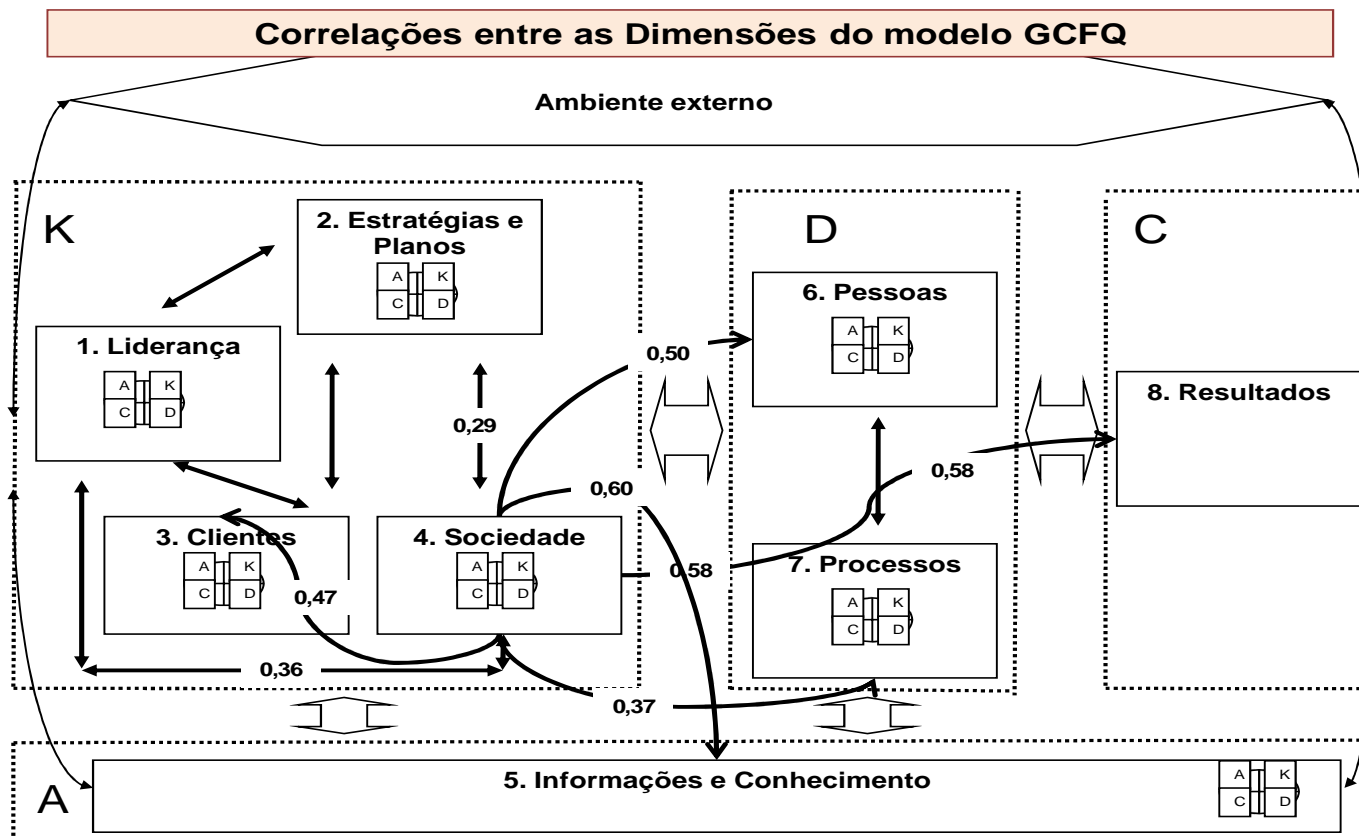 Correlações entre as Dimensões do modelo GCFQ
Ambiente externo
K
2. Estratégias e
Planos
A K
C D
1. Liderança
A K
C D
0,29
3. Clientes
A K
C D
0,47
4. Sociedade
A K
C D
0,36
0,50
0,60
0,58
0,37
D
6. Pessoas
A K
C D
0,58
7. Processos
A K
C D
C
8. Resultados
A
5. Informações e Conhecimento
A K
C D